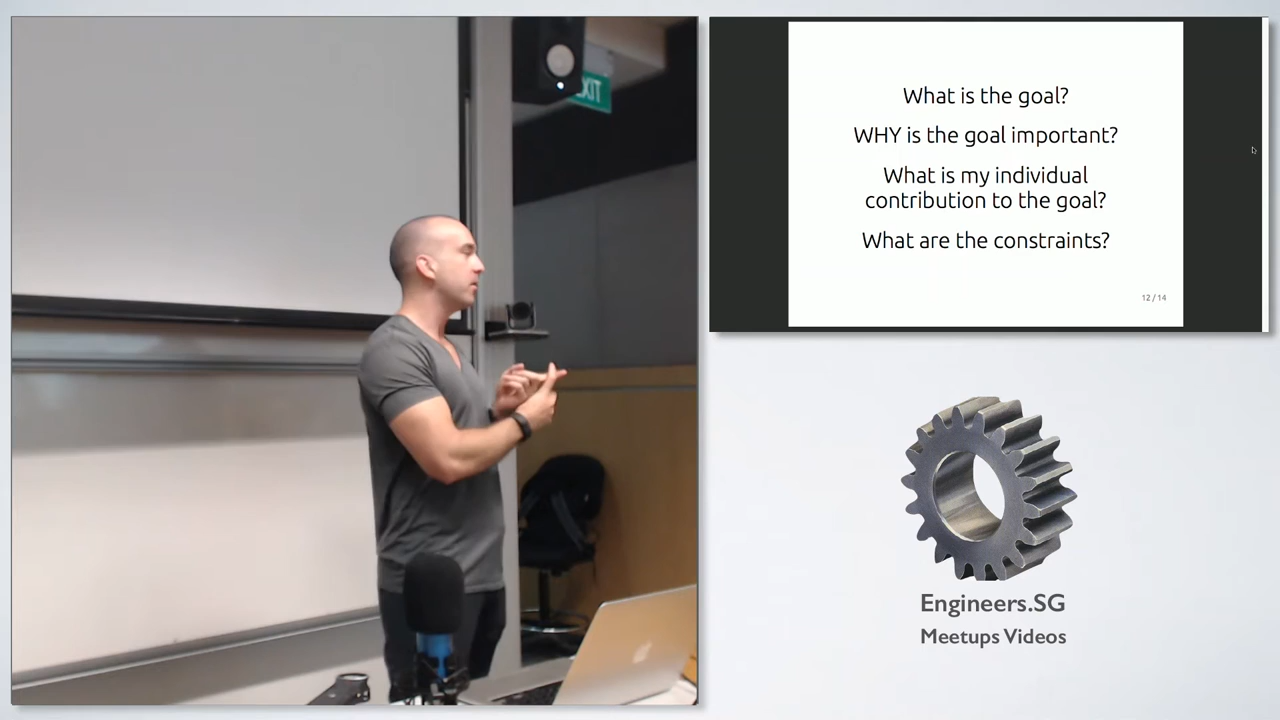 EXIT
What is the goal?
WHY is the goal important?
What is my individual
contribution to the goal?
What are the constraints?
12 / 14
Engineers.SG
Meetups Videos